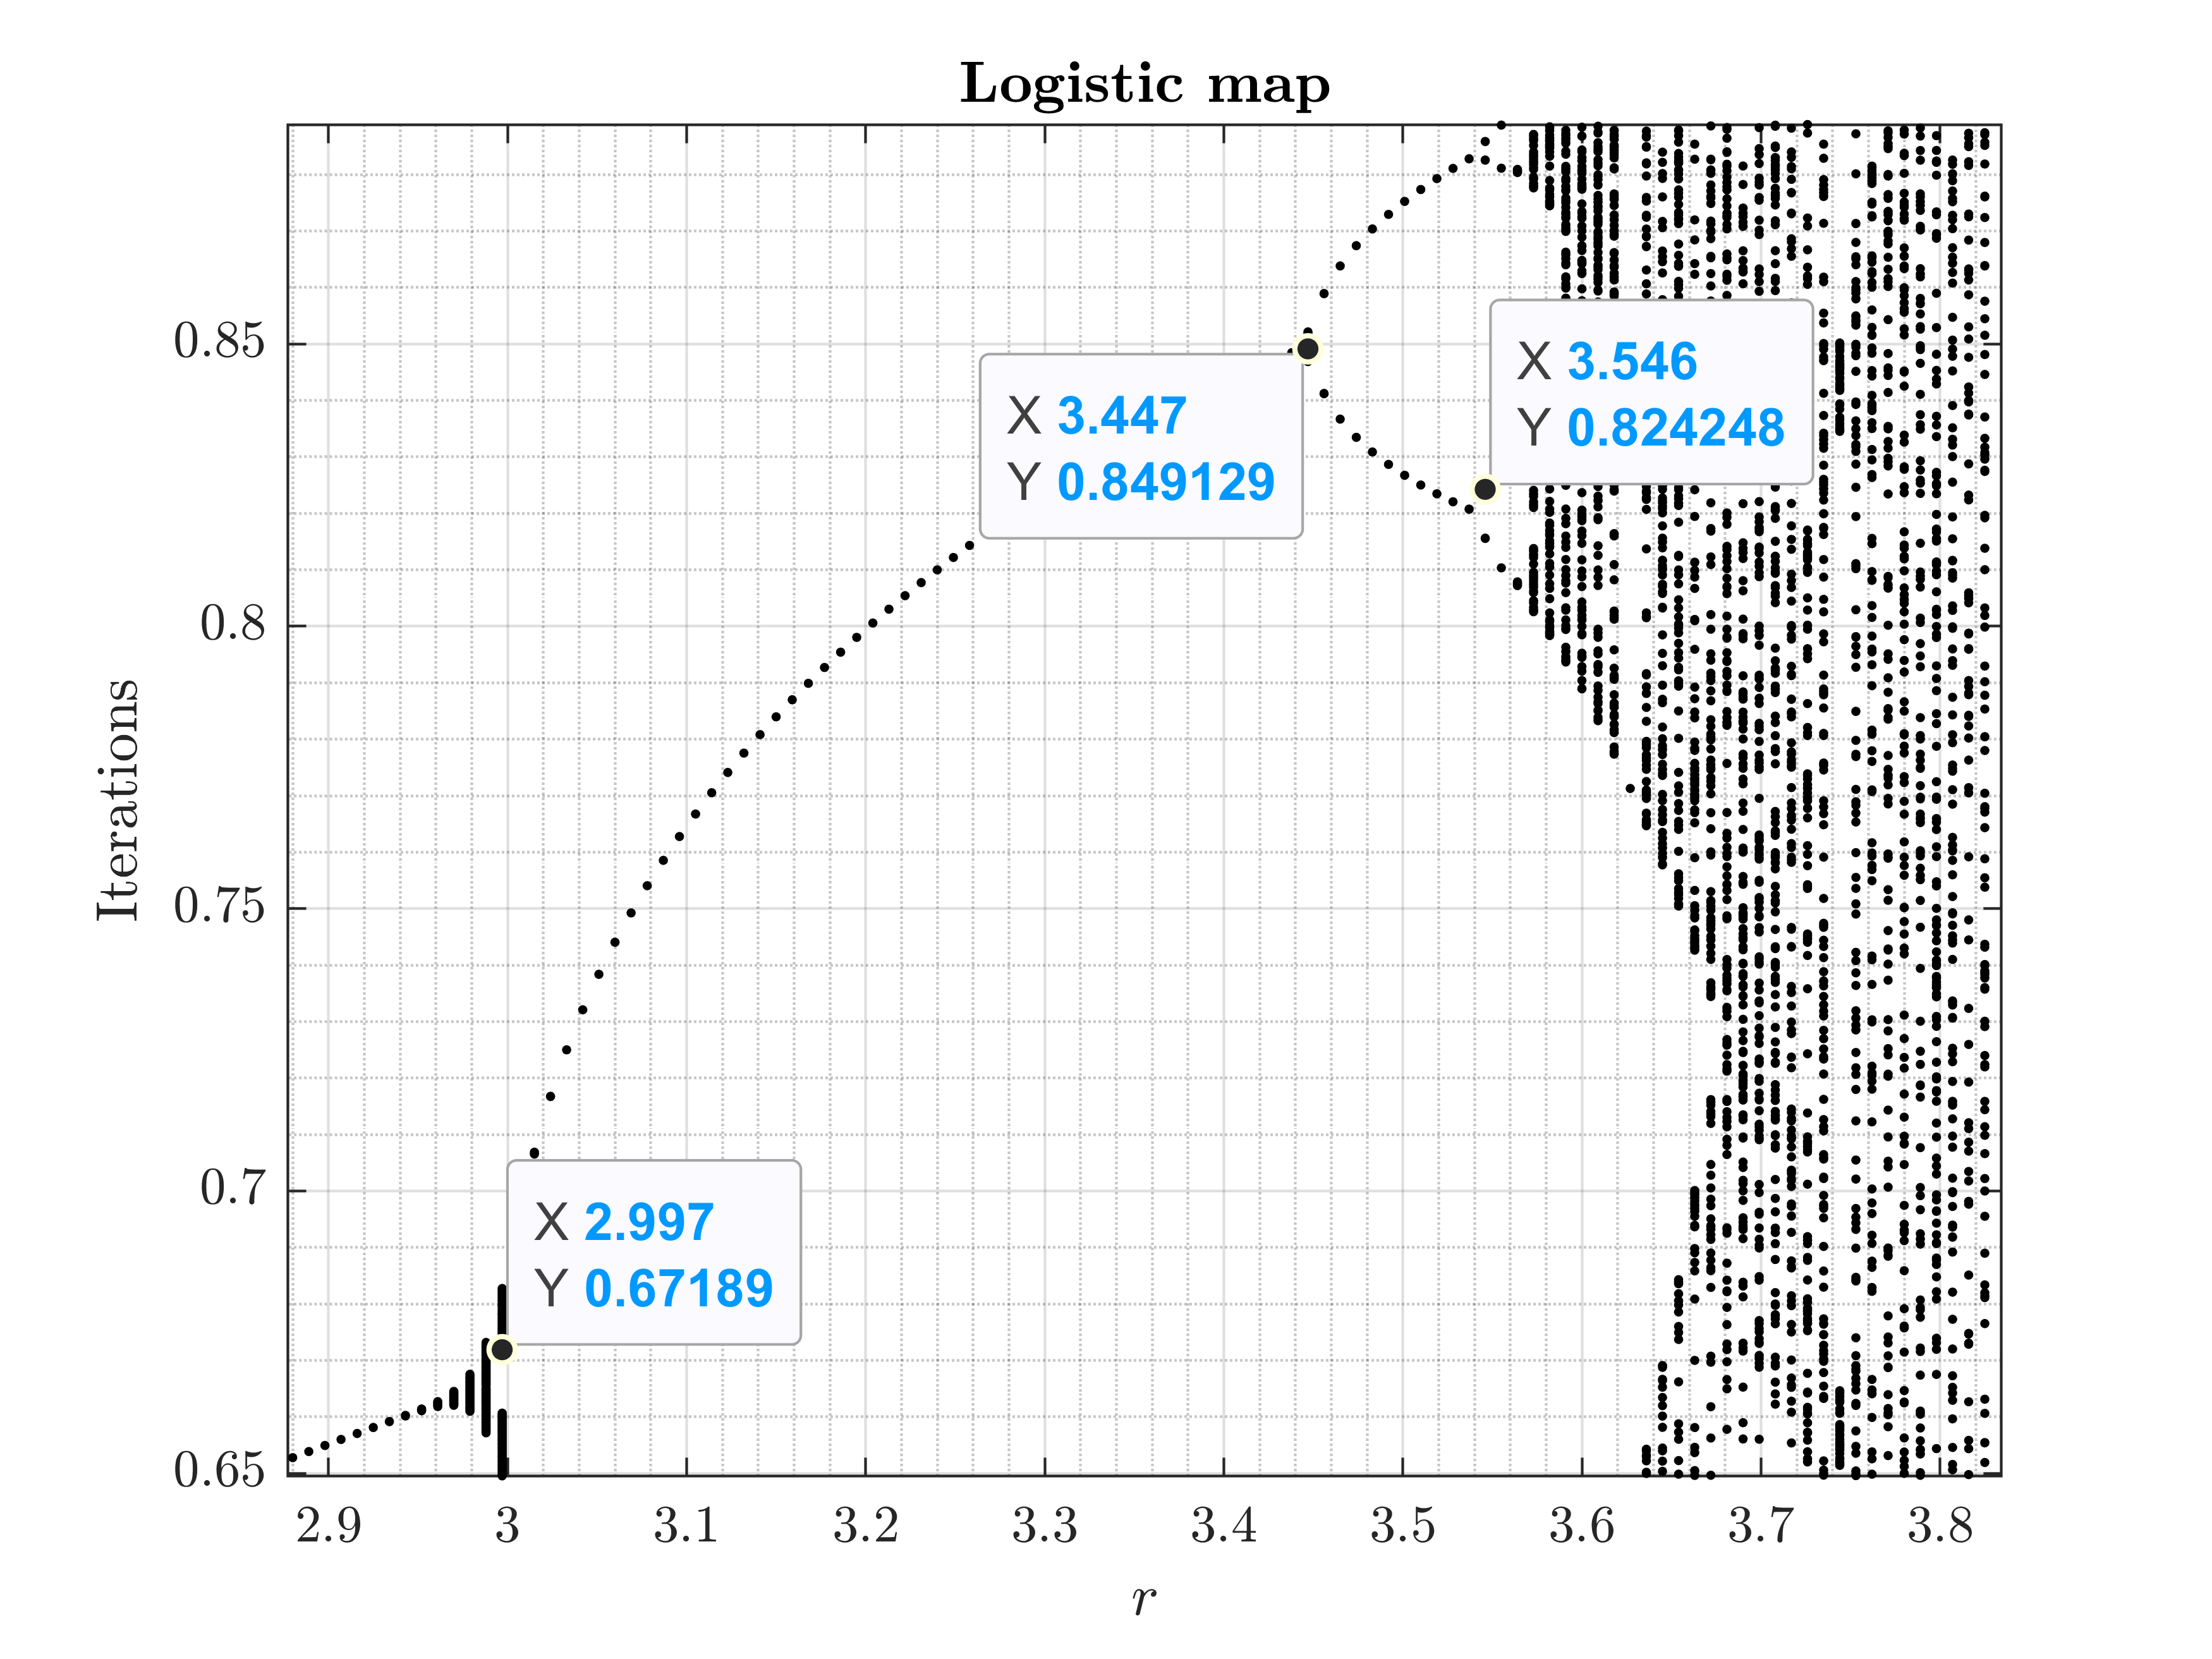 Logistic map
0.85
0.8
0.75
0.7
0.65
Iterations
X 3.546
Y 0.824248
X 3.447
Y 0.849129
X 2.997
Y 0.67189
2.9 3 3.1 3.2 3.3 3.4 3.5 3.6 3.7 3.8
r